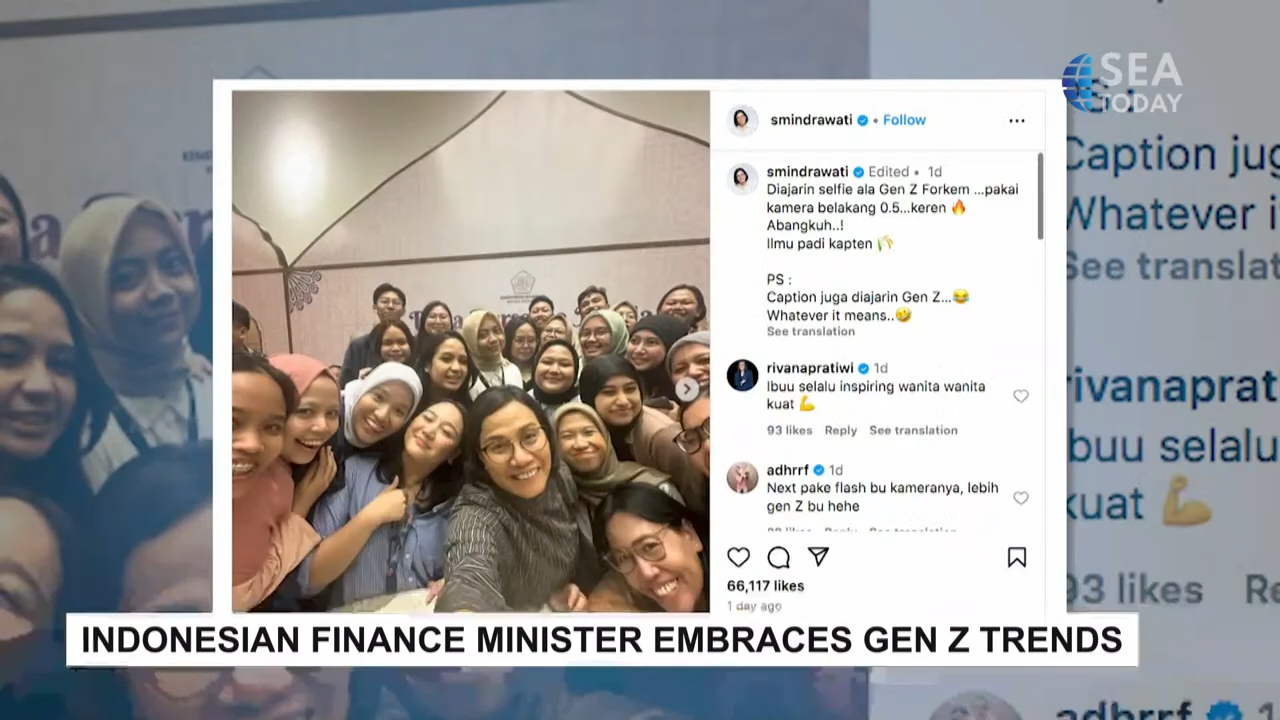 SEA
TODAY
smindrawati • Follow
smindrawati Edited • 1d
Diajarin selfie ala Gen Z Forkem ...pakai
kamera belakang 0.5...keren 🔥
Abangkuh..!
Ilmu padi kapten 🌾
PS :
Caption juga diajarin Gen Z...😂
Whatever it means..🤣
See translation
rivanapratiwi 1d
Ibuu selalu inspiring wanita wanita
kuat 💪
93 likes Reply See translation
adhrrf 1d
Next pake flash bu kameranya, lebih
gen Z bu hehe
66,117 likes
1 day ago
Caption jug
Whatever i
See translat
rivanaprat
buu selalu
kuat 💪
93 likes Re
adhrrf 1
INDONESIAN FINANCE MINISTER EMBRACES GEN Z TRENDS